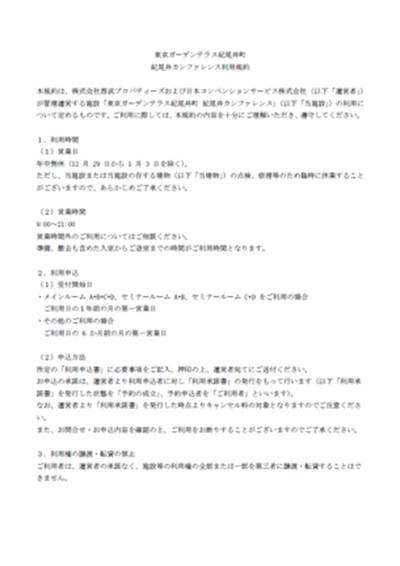 東京ガーデンテラス紀尾井町
紀尾井カンファレンス利用規約
本規約は、株式会社西武プロパティーズおよび日本コンベンションサービス株式会社（以下「運営者」）
が管理運営する施設「東京ガーデンテラス紀尾井町 紀尾井カンファレンス」（以下「当施設」）の利用に
ついて定めるものです。ご利用に際しては、本規約の内容を十分にご理解いただき、遵守してください。
１．利用時間
（１）営業日
年中無休（12 月 29 日から 1 月 3 日を除く）。
ただし、当施設または当施設の存する建物（以下「当建物」）の点検、修理等のため臨時に休業すること
がございますので、あらかじめご了承ください。
（２）営業時間
9:00～21:00
営業時間外のご利用についてはご相談ください。
準備、撤去も含めた入室からご退室までの時間がご利用時間となります。
２．利用申込
（１）受付開始日
・メインルーム A+B+C+D、セミナールーム A+B、セミナールーム C+D をご利用の場合
ご利用日の１年前の月の第一営業日
・その他のご利用の場合
ご利用日の 6 か月前の月の第一営業日
（２）申込方法
所定の「利用申込書」に必要事項をご記入、押印の上、運営者宛てにご送付ください。
お申込の承諾は、運営者より利用申込者に対し「利用承諾書」の発行をもって行います（以下「利用承
諾書」を発行した状態を「予約の成立」、予約申込者を「ご利用者」といいます）。
なお、運営者より「利用承諾書」を発行した時点よりキャンセル料の対象となりますのでご注意くださ
い。
また、お問合せ・お申込内容を確認の上、ご利用をお断りすることがございますのでご了承ください。
３．利用権の譲渡・転貸の禁止
ご利用者は、運営者の承諾なく、施設等の利用権の全部または一部を第三者に譲渡・転貸することはで
きません。